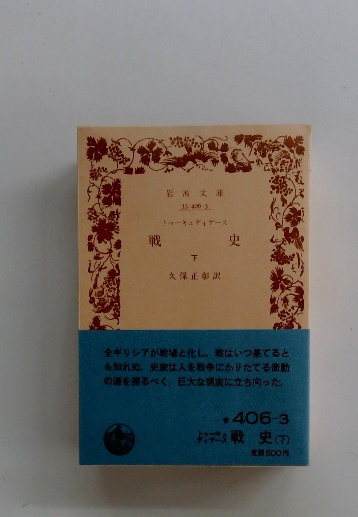 岩波文庫
33-406-3
トゥーキュディデース
戦 史
下
久保正彰訳
全ギリシアが戦場と化し、戦はいつ果てると
も知れぬ。史家は人を戦争にかりたてる衝動
の源を探るべく、巨大な現実に立ち向った。
青 406-3
トゥーキュ
ディデース 戦 史(下)
定価600円